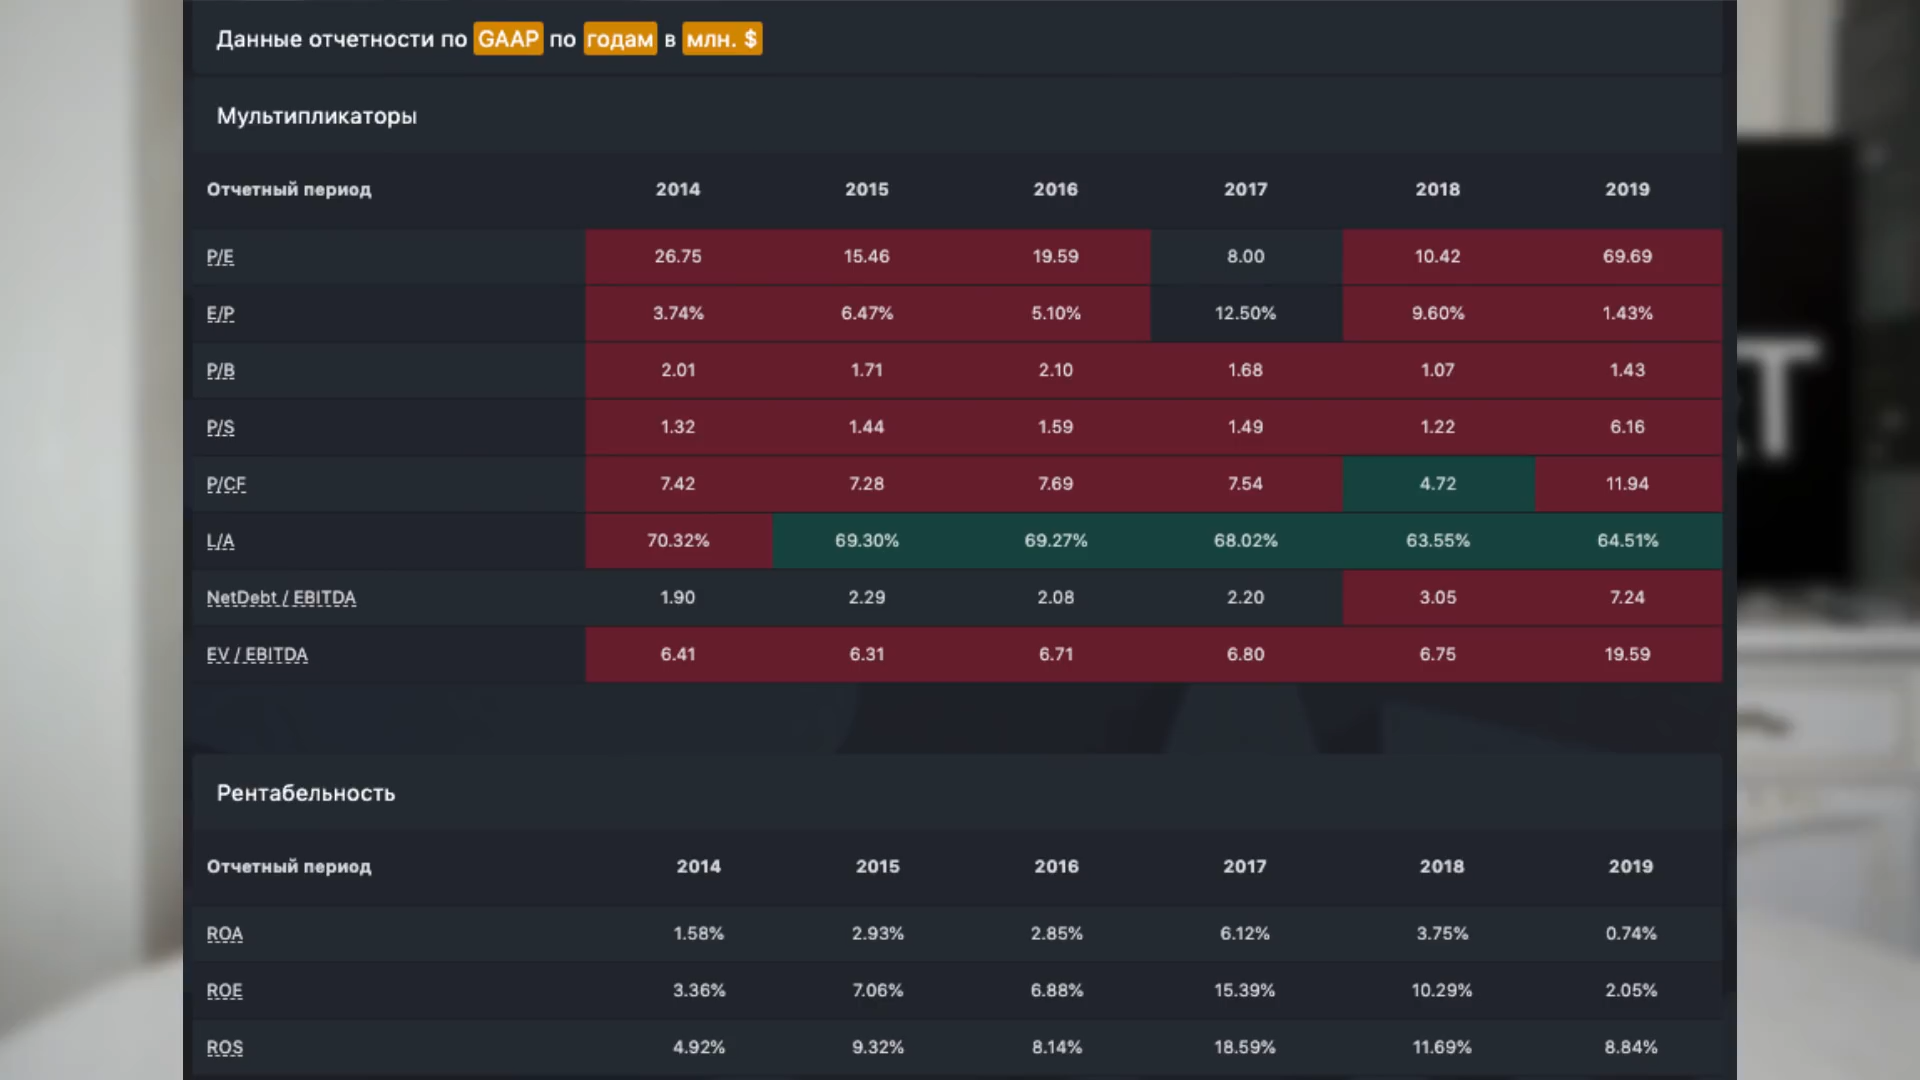 Данные отчетности по GAAP по годам в млн. $
Мультипликаторы
Отчетный период 2014 2015 2016 2017 2018 2019
P/E 26.75 15.46 19.59 8.00 10.42 69.69
E/P 3.74% 6.47% 5.10% 12.50% 9.60% 1.43%
P/B 2.01 1.71 2.10 1.68 1.07 1.43
P/S 1.32 1.44 1.59 1.49 1.22 6.16
P/CF 7.42 7.28 7.69 7.54 4.72 11.94
L/A 70.32% 69.30% 69.27% 68.02% 63.55% 64.51%
NetDebt / EBITDA 1.90 2.29 2.08 2.20 3.05 7.24
EV / EBITDA 6.41 6.31 6.71 6.80 6.75 19.59
Рентабельность
Отчетный период 2014 2015 2016 2017 2018 2019
ROA 1.58% 2.93% 2.85% 6.12% 3.75% 0.74%
ROE 3.36% 7.06% 6.88% 15.39% 10.29% 2.05%
ROS 4.92% 9.32% 8.14% 18.59% 11.69% 8.84%